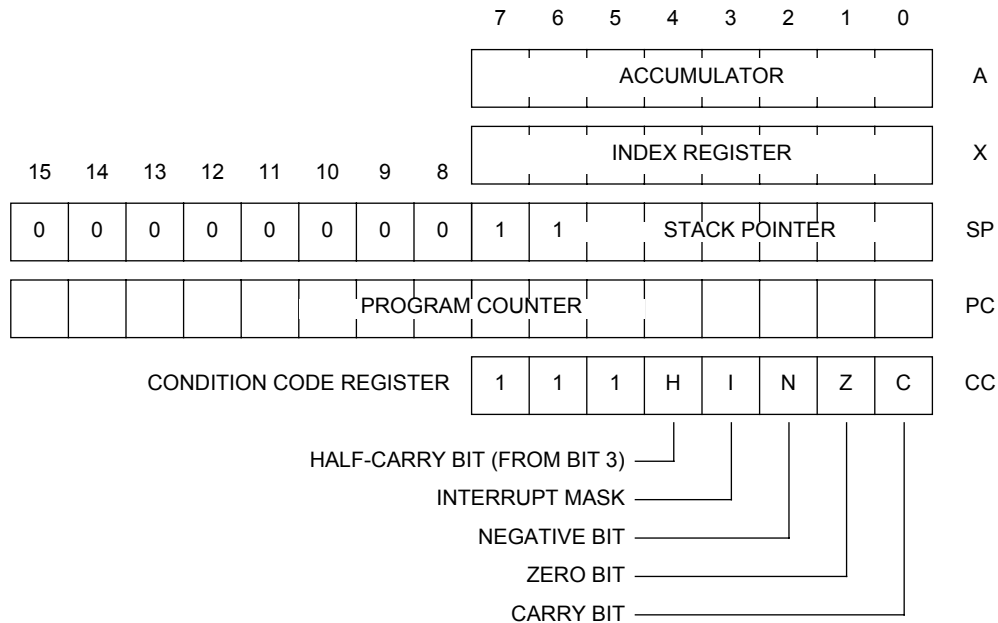 7 6 5 4 3 2 1 0
ACCUMULATOR A
INDEX REGISTER X
15 14 13 12 11 10 9 8
0 0 0 0 0 0 0 0 1 1 STACK POINTER SP
PROGRAM COUNTER PC
CONDITION CODE REGISTER 1 1 1 H I N Z C CC
HALF-CARRY BIT (FROM BIT 3)
INTERRUPT MASK
NEGATIVE BIT
ZERO BIT
CARRY BIT